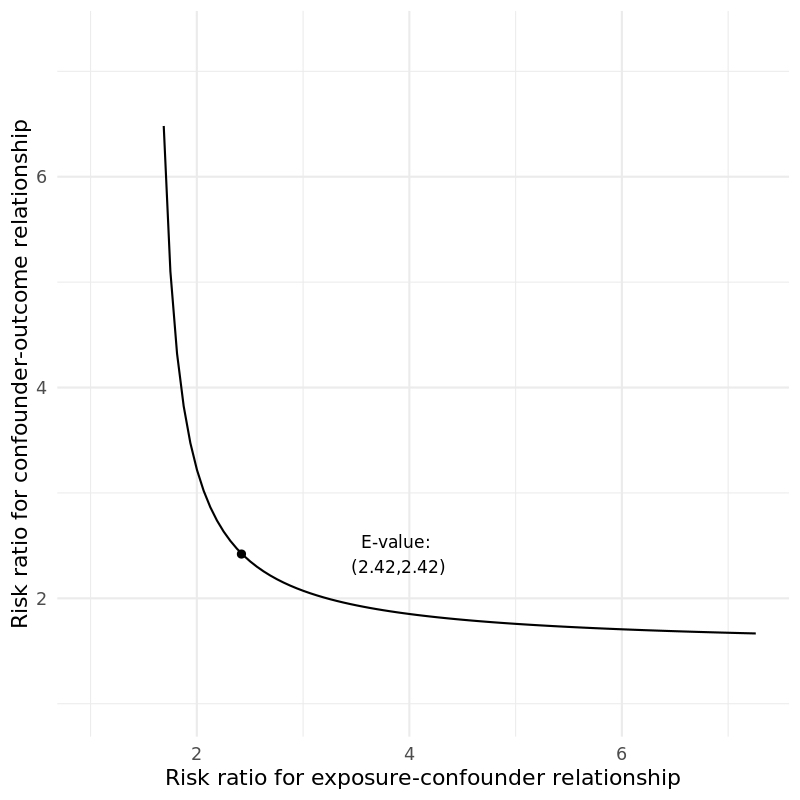 Risk ratio for confounder-outcome relationship
6
4
2
E-value:
(2.42,2.42)
2
4
6
Risk ratio for exposure-confounder relationship